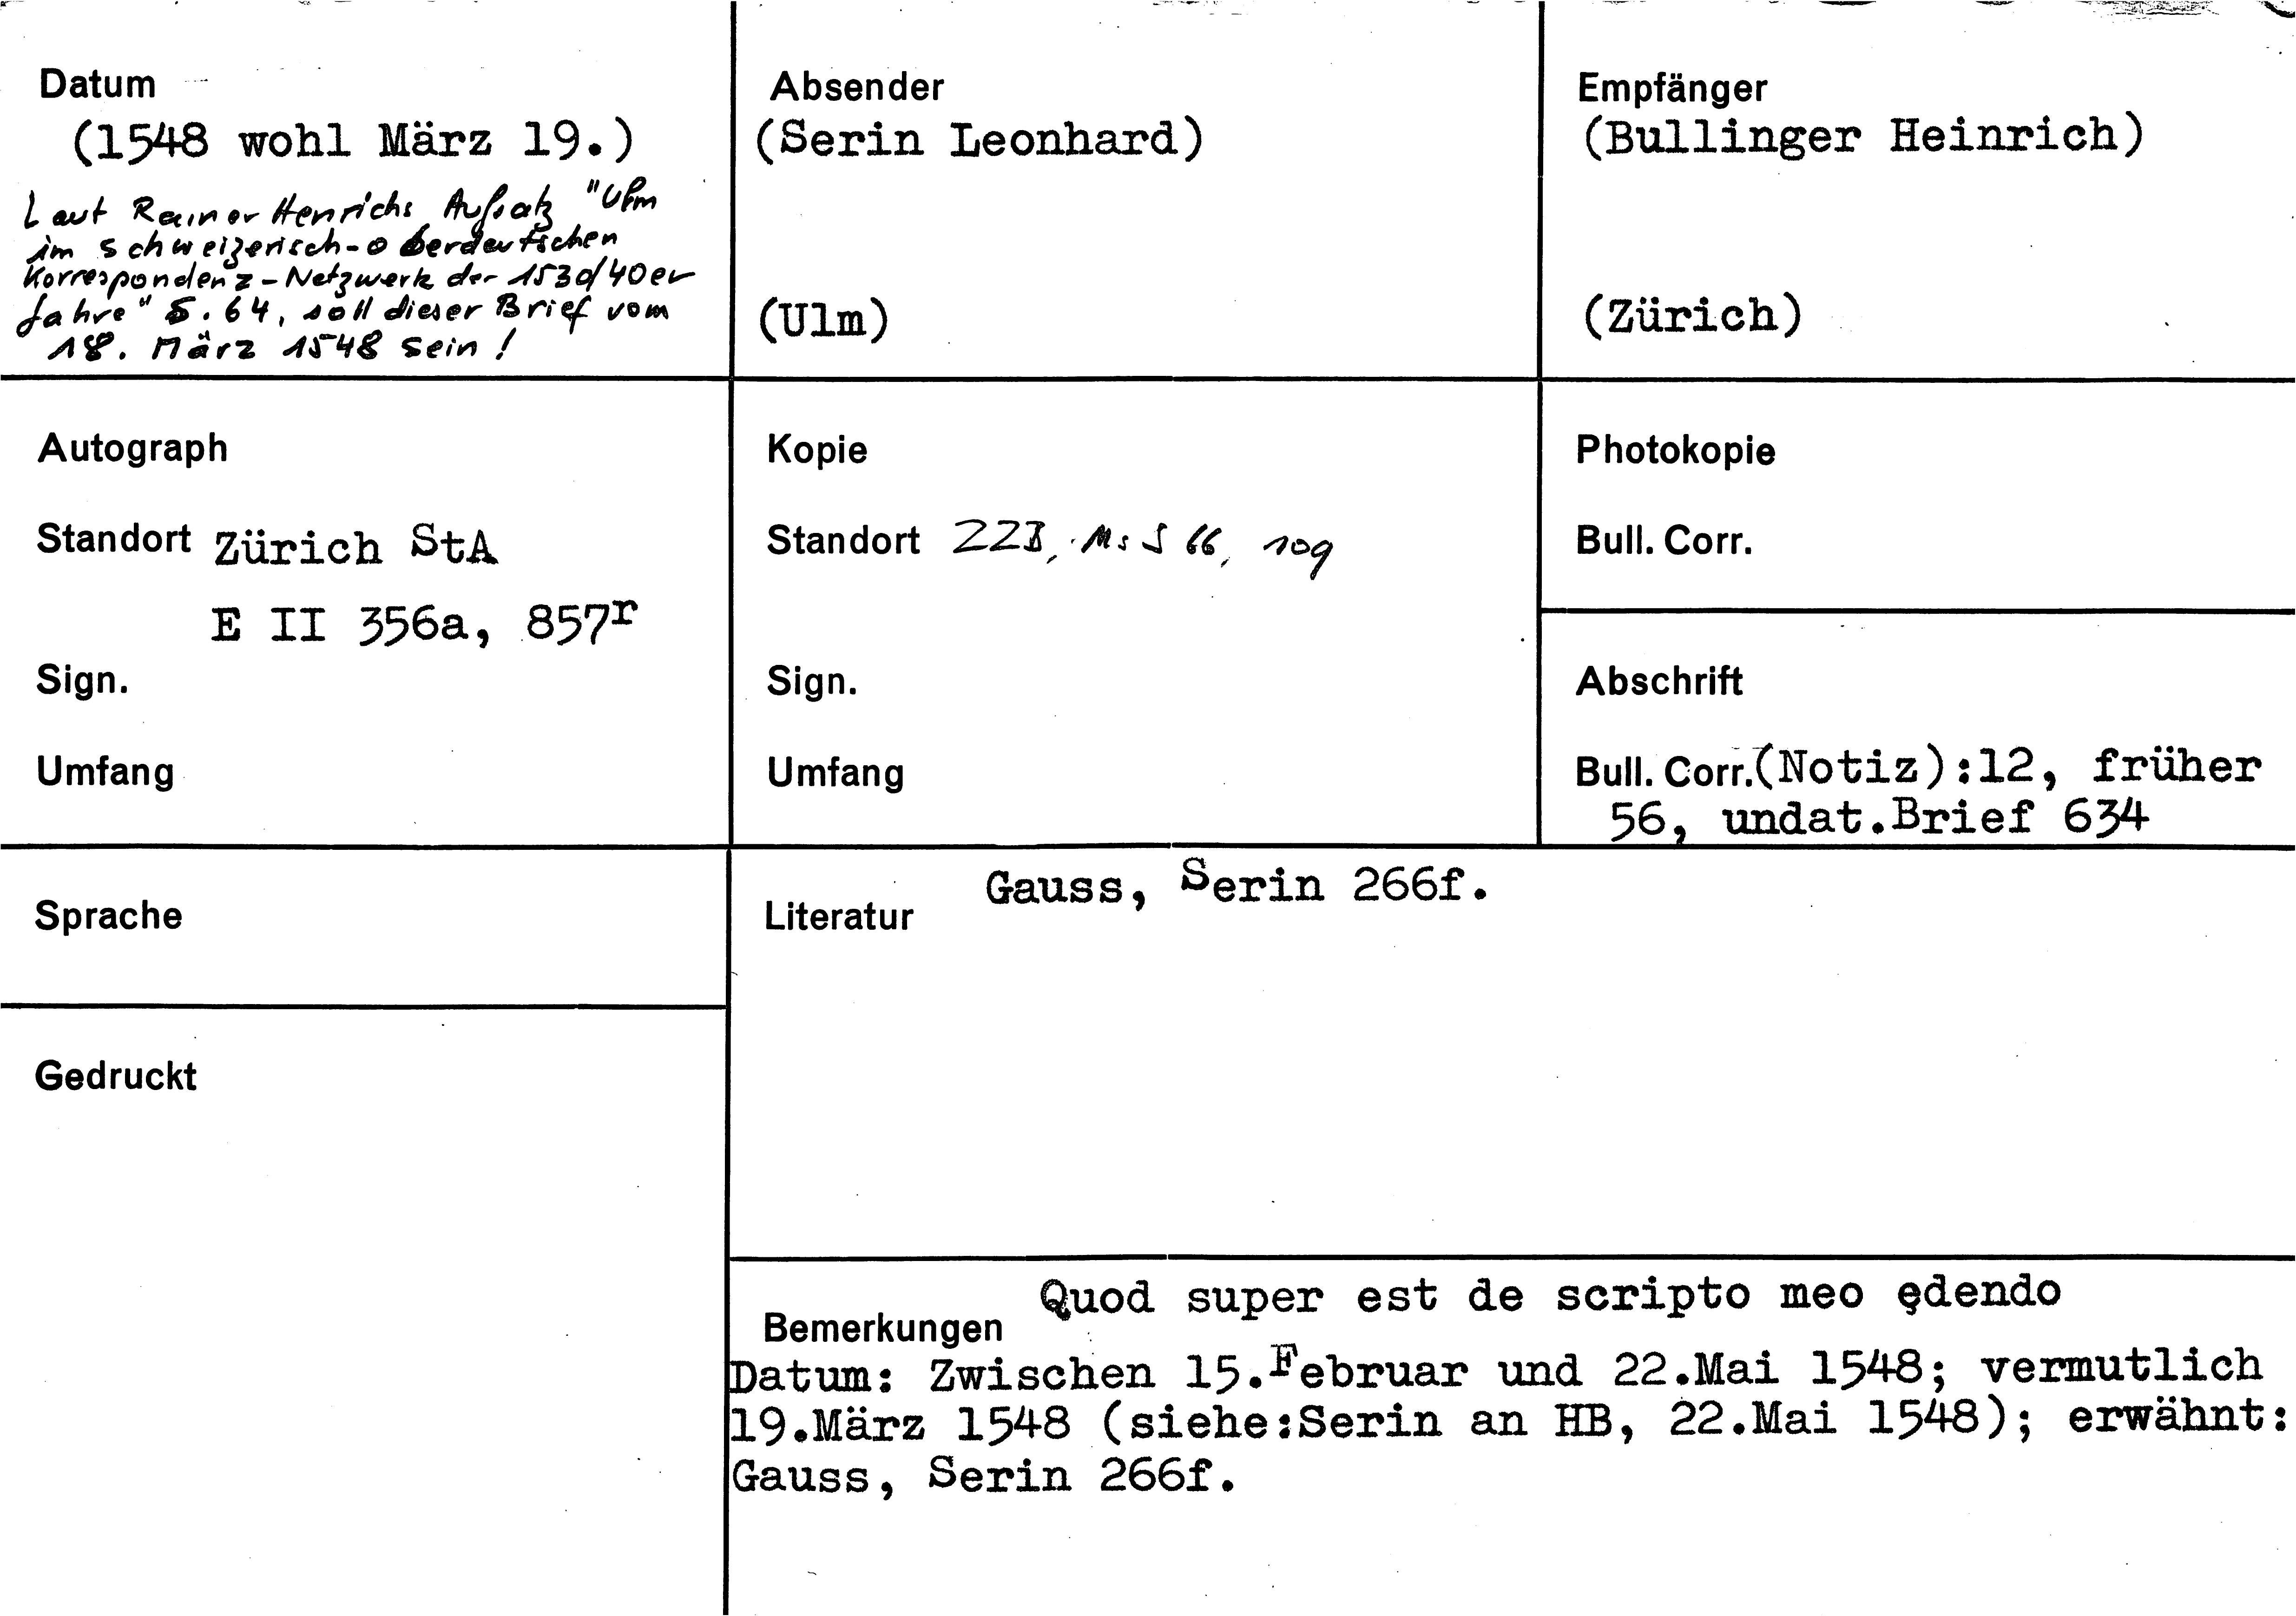 Datum
(1548 wohl März 19.)
Laut Rainer Henrichs Aufsatz "Ulm
im schweizerisch-oberdeutschen
Korrespondenz-Netzwerk der 1530/40er
Jahre" S. 64, soll dieser Brief vom
18. März 1548 sein!
Absender
(Serin Leonhard)
(Ulm)
Empfänger
(Bullinger Heinrich)
(Zürich)
Autograph
Standort Zürich StA
E II 356a, 857r
Sign.
Umfang
Kopie
Standort ZZB, Ms S 66, 109
Sign.
Umfang
Photokopie
Bull. Corr.
Abschrift
Bull. Corr.(Notiz):12, früher
56, undat.Brief 634
Sprache
Gedruckt
Gauss, Serin 266f.
Literatur
Quod super est de scripto meo ędendo
Bemerkungen
Datum: Zwischen 15.Februar und 22.Mai 1548; vermutlich
19.März 1548 (siehe:Serin an HB, 22.Mai 1548); erwähnt:
Gauss, Serin 266f.